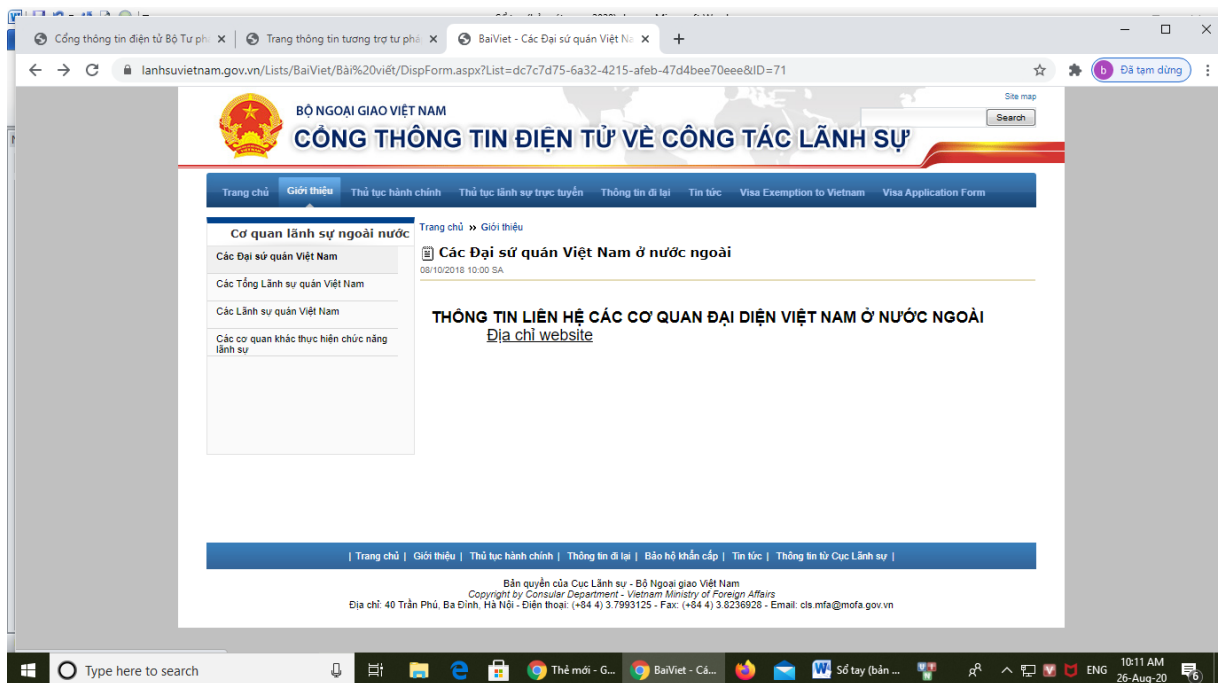 Cổng thông tin điện tử Bộ Tư ph
Trang thông tin tương trợ tư phá
BaiViet - Các Đại sứ quán Việt Na
lanhsuvietnam.gov.vn/Lists/BaiViet/Bài%20viết/DispForm.aspx?List=dc7c7d75-6a32-4215-afeb-47d4bee70eee&ID=71
b Đã tạm dừng
Site map
BỘ NGOẠI GIAO VIỆT NAM
Search
CỔNG THÔNG TIN ĐIỆN TỬ VỀ CÔNG TÁC LÃNH SỰ
Trang chủ Giới thiệu Thủ tục hành chính Thủ tục lãnh sự trực tuyến Thông tin đi lại Tin tức Visa Exemption to Vietnam Visa Application Form
Cơ quan lãnh sự ngoài nước
Các Đại sứ quán Việt Nam
Các Tổng Lãnh sự quán Việt Nam
Các Lãnh sự quán Việt Nam
Các cơ quan khác thực hiện chức năng
lãnh sự
Trang chủ » Giới thiệu
Các Đại sứ quán Việt Nam ở nước ngoài
08/10/2018 10:00 SA
THÔNG TIN LIÊN HỆ CÁC CƠ QUAN ĐẠI DIỆN VIỆT NAM Ở NƯỚC NGOÀI
Địa chỉ website
| Trang chủ | Giới thiệu | Thủ tục hành chính | Thông tin đi lại | Bảo hộ khẩn cấp | Tin tức | Thông tin từ Cục Lãnh sự |
Bản quyền của Cục Lãnh sự - Bộ Ngoại giao Việt Nam
Copyright by Consular Department - Vietnam Ministry of Foreign Affairs
Địa chỉ: 40 Trần Phú, Ba Đình, Hà Nội - Điện thoại: (+84 4) 3.7993125 - Fax: (+84 4) 3.8236928 - Email: cls.mfa@mofa.gov.vn
Type here to search
Thẻ mới - G...
BaiViet - Cá...
Sổ tay (bản ...
ENG
10:11 AM
26-Aug-20
6